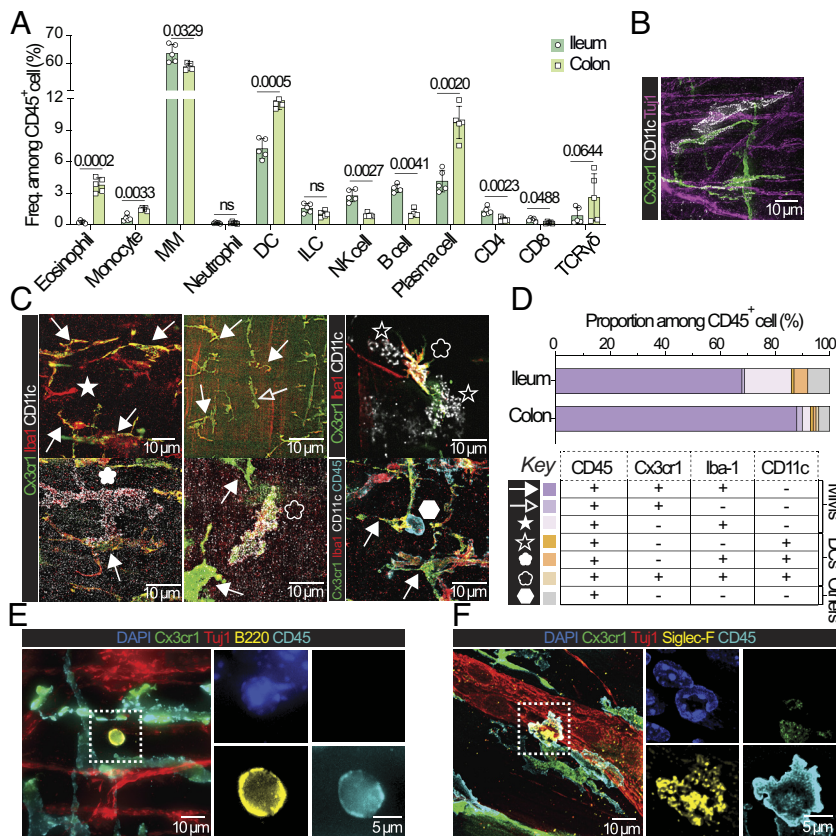 A
Freq. among CD45+ cell (%)
70
60
12
9
6
3
0
0.0002
0.0033
0.0329
ns
0.0005
ns
0.0027
0.0041
0.0020
0.0023
0.0488
0.0644
Ileum
Colon
Eosinophil
Monocyte
MM
Neutrophil
DC
ILC
NK cell
B cell
Plasma cell
CD4
CD8
TCRγδ
B
Cx3cr1 CD11c Tuj1
10 µm
C
Cx3cr1 Iba1 CD11c
10 µm
10 µm
Cx3cr1 Iba1 CD11c
10 µm
10 µm
10 µm
Cx3cr1 Iba1 CD11c CD45
10 µm
D
Proportion among CD45+ cell (%)
0 20 40 60 80 100
Ileum
Colon
Key CD45 Cx3cr1 Iba-1 CD11c
+ + + -
+ + - -
+ - + -
+ - - +
+ - + +
+ + + +
+ - - -
MMs
DCs
Others
E
DAPI Cx3cr1 Tuj1 B220 CD45
10 µm
5 µm
F
DAPI Cx3cr1 Tuj1 Siglec-F CD45
10 µm
5 µm